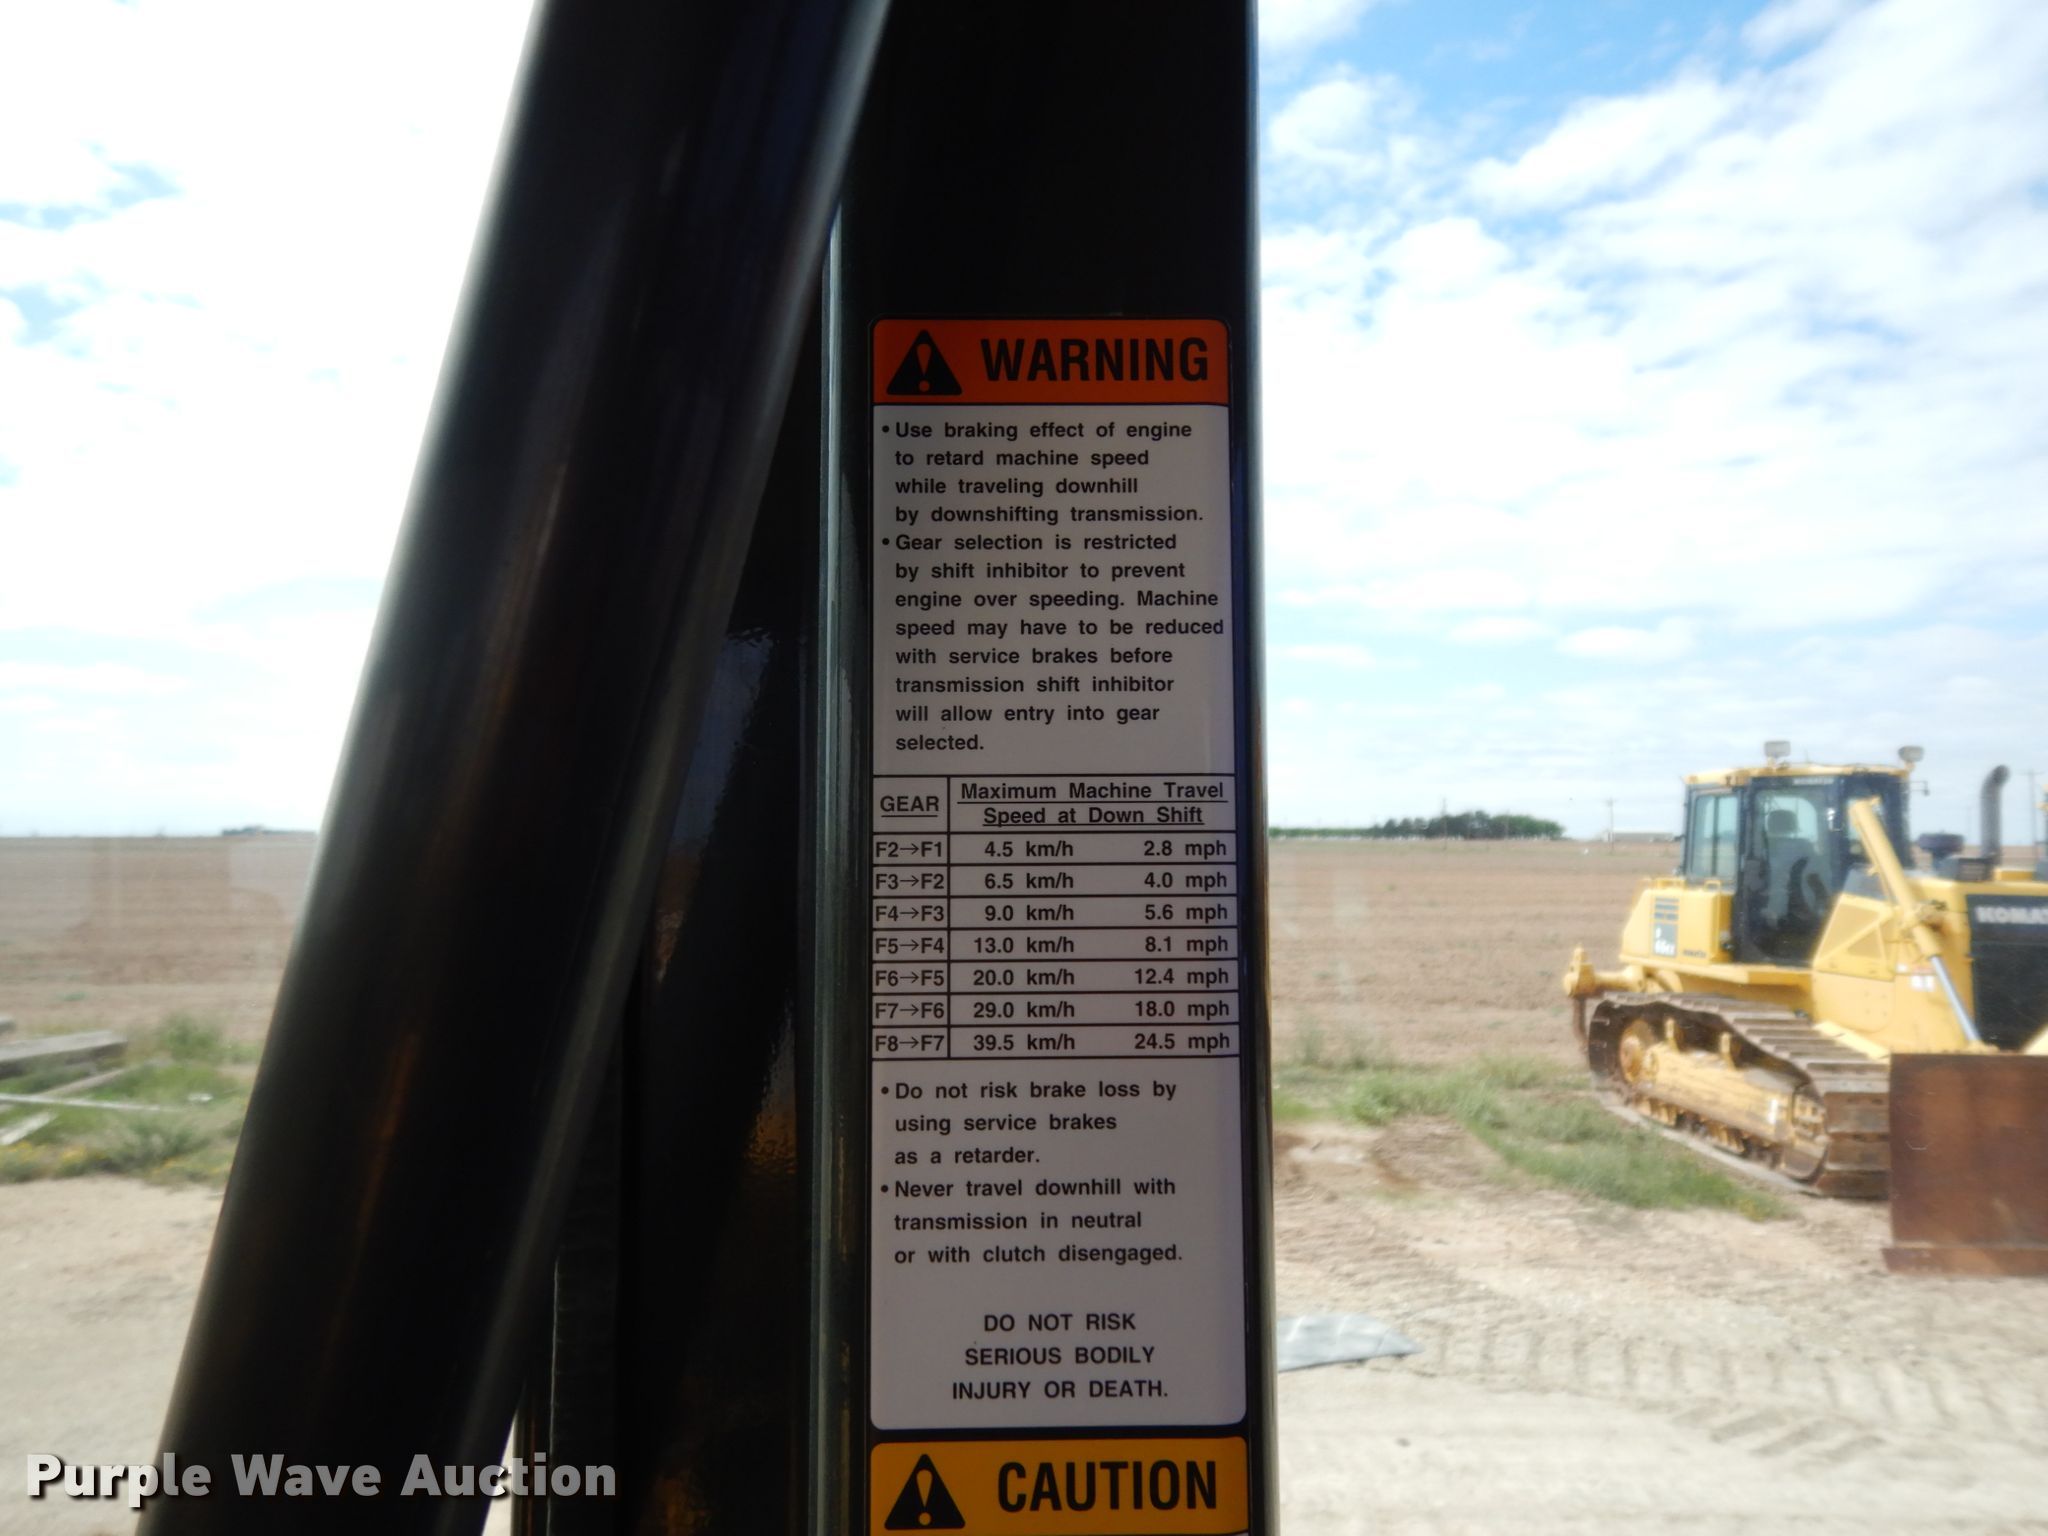 WARNING
• Use braking effect of engine
to retard machine speed
while traveling downhill
by downshifting transmission.
• Gear selection is restricted
by shift inhibitor to prevent
engine over speeding. Machine
speed may have to be reduced
with service brakes before
transmission shift inhibitor
will allow entry into gear
selected.
GEAR Maximum Machine Travel
Speed at Down Shift
F2→F1 4.5 km/h 2.8 mph
F3→F2 6.5 km/h 4.0 mph
F4→F3 9.0 km/h 5.6 mph
F5→F4 13.0 km/h 8.1 mph
F6→F5 20.0 km/h 12.4 mph
F7→F6 29.0 km/h 18.0 mph
F8→F7 39.5 km/h 24.5 mph
• Do not risk brake loss by
using service brakes
as a retarder.
• Never travel downhill with
transmission in neutral
or with clutch disengaged.
DO NOT RISK
SERIOUS BODILY
INJURY OR DEATH.
CAUTION
KOMAT
Purple Wave Auction